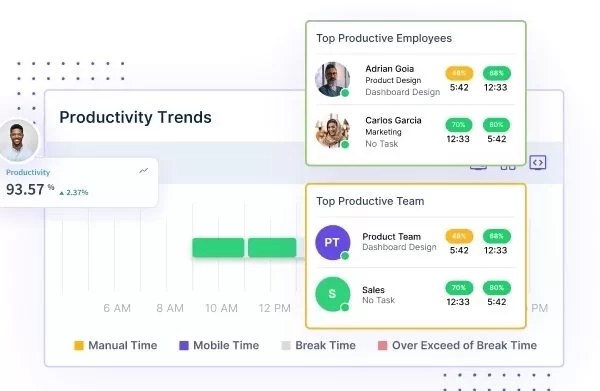 Top Productive Employees
Adrian Goia
Product Design
Dashboard Design
48% 68%
5:42 12:33
Carlos Garcia
Marketing
No Task
70% 80%
12:33 5:42
Productivity Trends
Productivity
93.57 % ▲ 2.37%
Top Productive Team
PT
Product Team
Dashboard Design
48% 68%
5:42 12:33
S
Sales
No Task
70% 80%
12:33 5:42
6 AM 8 AM 10 AM 12 PM PM
Manual Time Mobile Time Break Time Over Exceed of Break Time